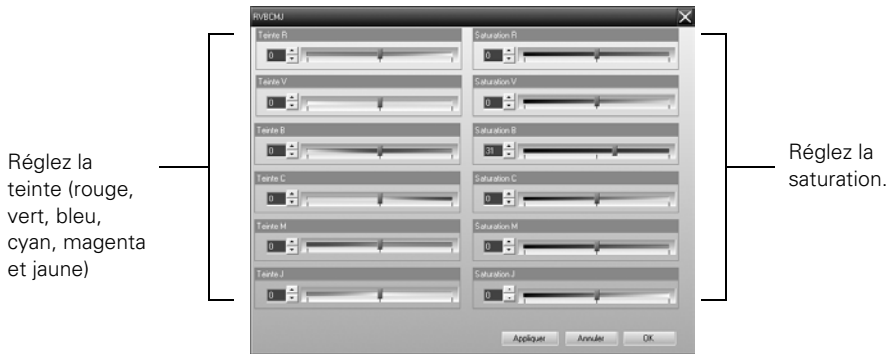 RVBCMJ
Teinte R
Saturation R
0
0
Teinte V
Saturation V
0
0
Teinte B
Saturation B
0
31
Teinte C
Saturation C
0
0
Teinte M
Saturation M
0
0
Teinte J
Saturation J
0
0
Appliquer
Annuler
OK
Réglez la
teinte (rouge,
vert, bleu,
cyan, magenta
et jaune)
Réglez la
saturation.